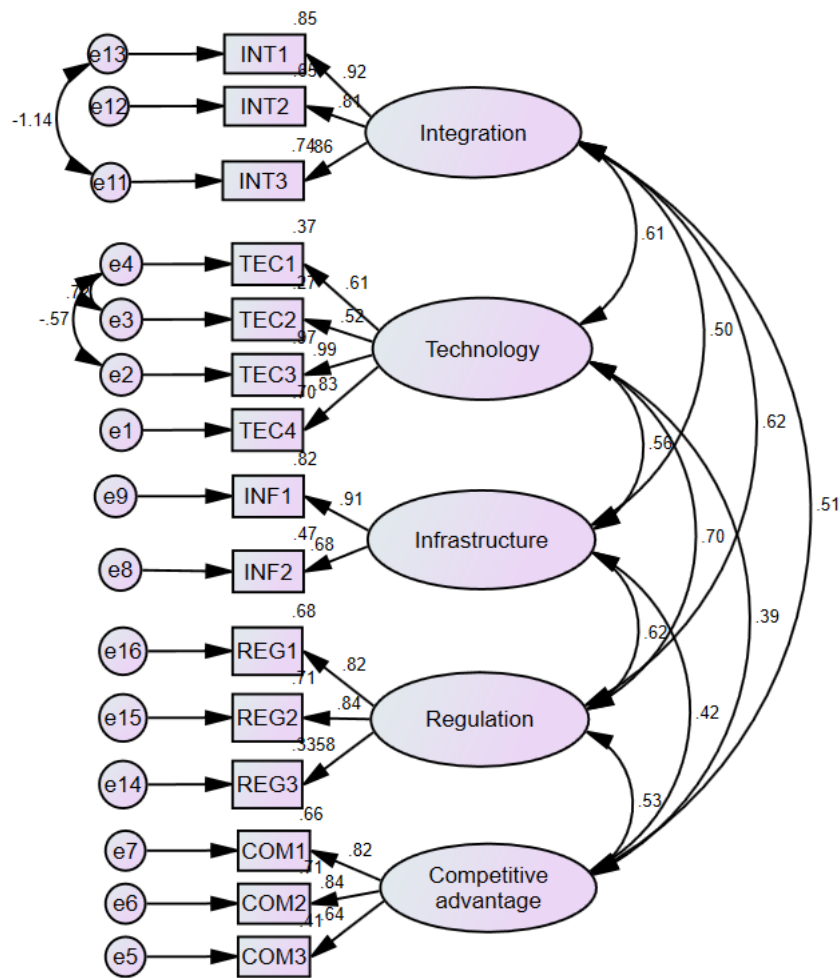 .85
e13
INT1
.92
.65
e12
INT2
.81
-1.14
Integration
.74
.86
e11
INT3
.61
.37
e4
TEC1
.61
.27
e3
TEC2
.52
-.57
.97
.99
Technology
.50
e2
TEC3
.83
.70
e1
TEC4
.62
.82
.56
e9
INF1
.91
.51
.47
.68
Infrastructure
.70
e8
INF2
.68
.62
.39
e16
REG1
.82
.71
.84
e15
REG2
Regulation
.42
.33
.58
e14
REG3
.53
.66
e7
COM1
.82
.71
.84
Competitive
advantage
e6
COM2
.41
.64
e5
COM3